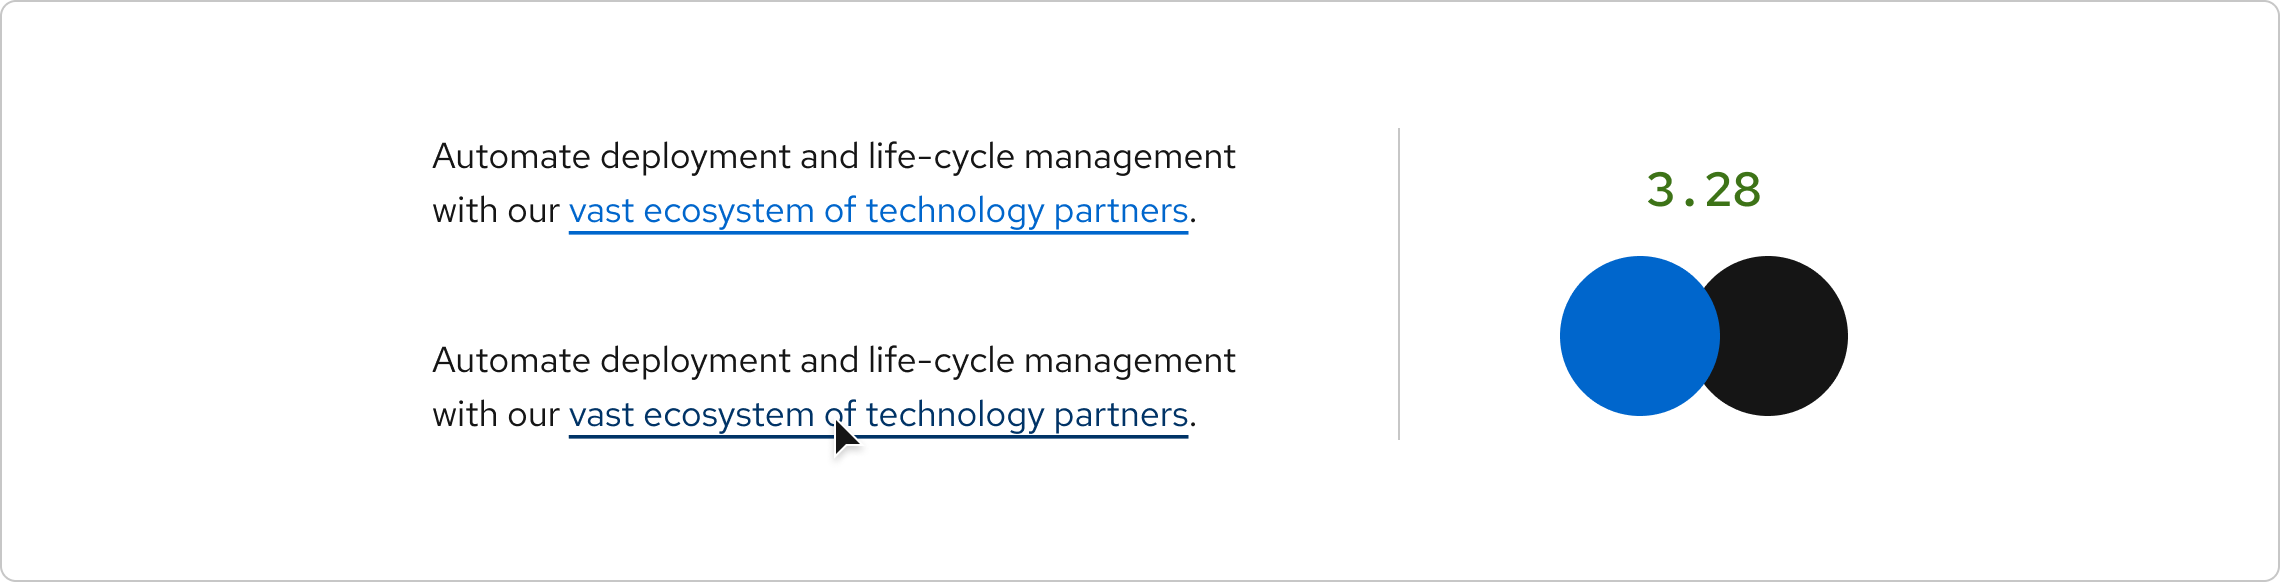 Automate deployment and life-cycle management
with our vast ecosystem of technology partners.
Automate deployment and life-cycle management
with our vast ecosystem of technology partners.
3.28